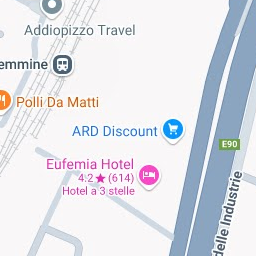 Addiopizzo Travel
emmine
Polli Da Matti
ARD Discount
E90
Eufemia Hotel
4.2★(614)
Hotel a 3 stelle
delle Industrie